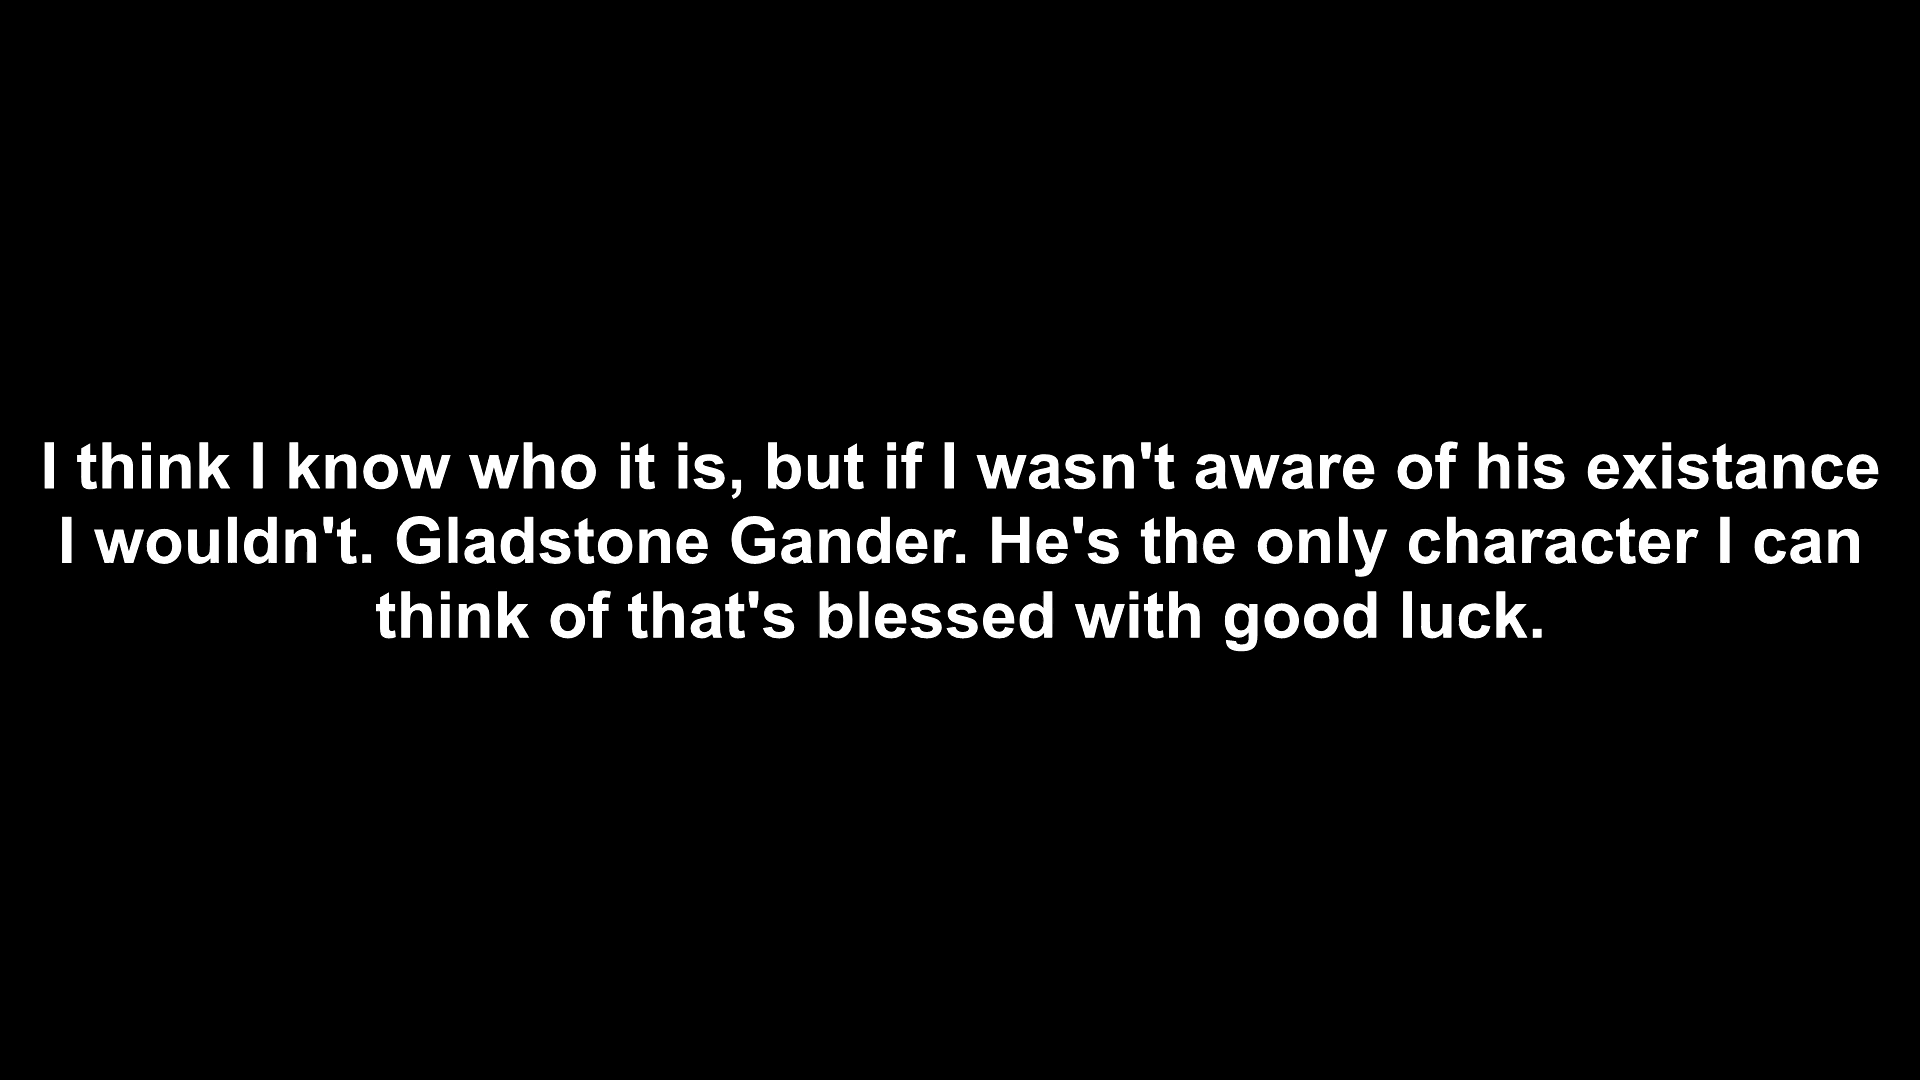 I think I know who it is, but if I wasn't aware of his existance
I wouldn't. Gladstone Gander. He's the only character I can
think of that's blessed with good luck.